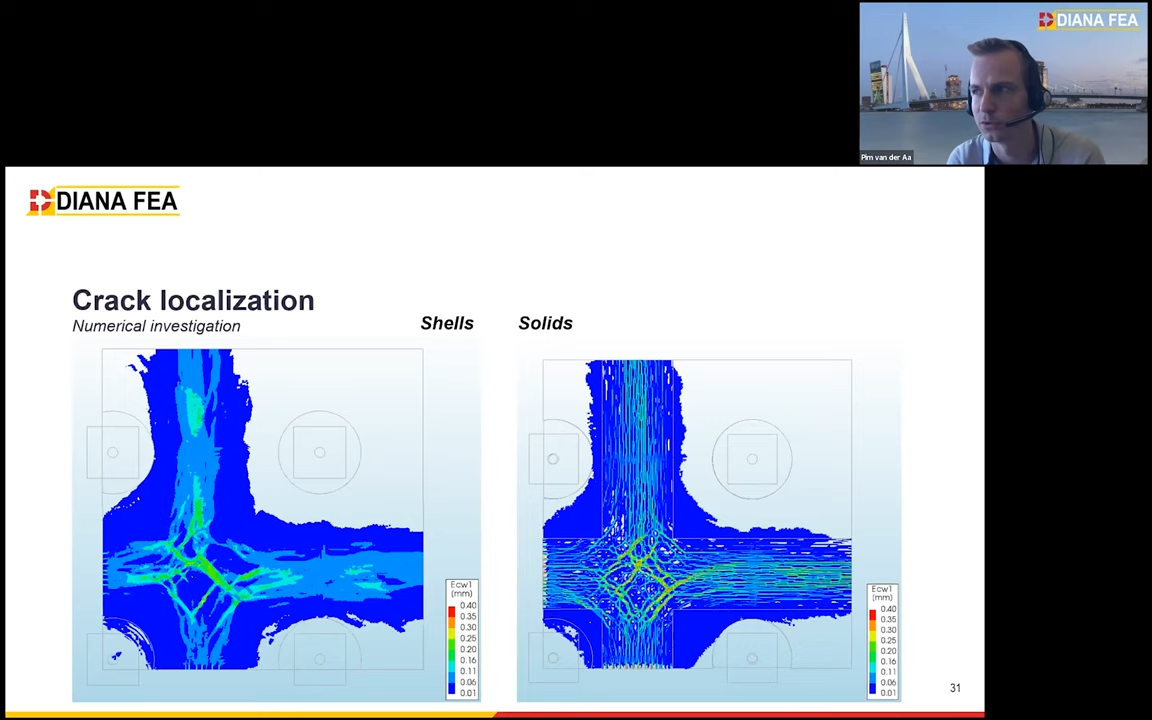 DIANA FEA
Pim van der Aa
DIANA FEA
Crack localization
Numerical investigation
Shells
Solids
Ecw1
(mm)
0.40
0.35
0.30
0.25
0.20
0.16
0.11
0.06
0.01
Ecw1
(mm)
0.40
0.35
0.30
0.25
0.20
0.16
0.11
0.06
0.01
31